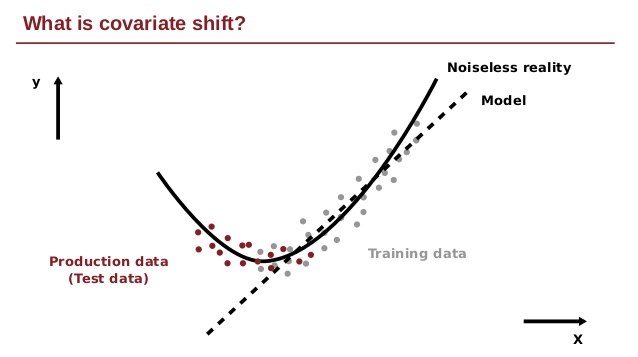 What is covariate shift?
y
Noiseless reality
Model
Training data
Production data
(Test data)
X